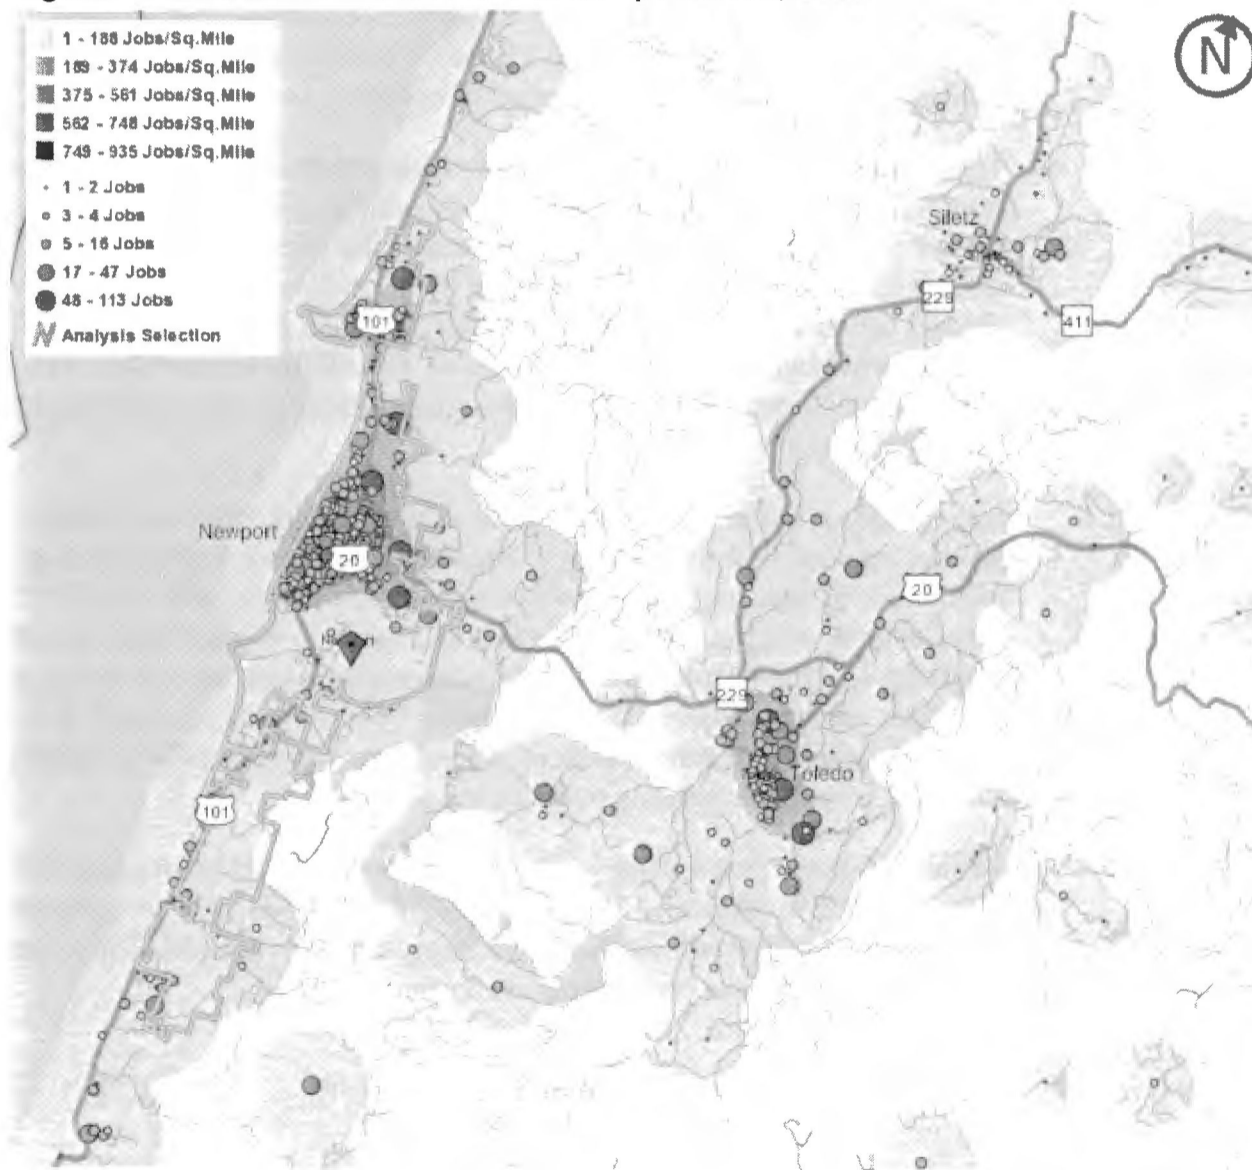 1 - 188 Jobs/Sq.Mile
189 - 374 Jobs/Sq.Mile
375 - 561 Jobs/Sq.Mile
562 - 748 Jobs/Sq.Mile
749 - 935 Jobs/Sq.Mile
1 - 2 Jobs
3 - 4 Jobs
5 - 16 Jobs
17 - 47 Jobs
48 - 113 Jobs
Analysis Selection
N
Siletz
229
411
101
Newport
20
20
229
Toledo
101